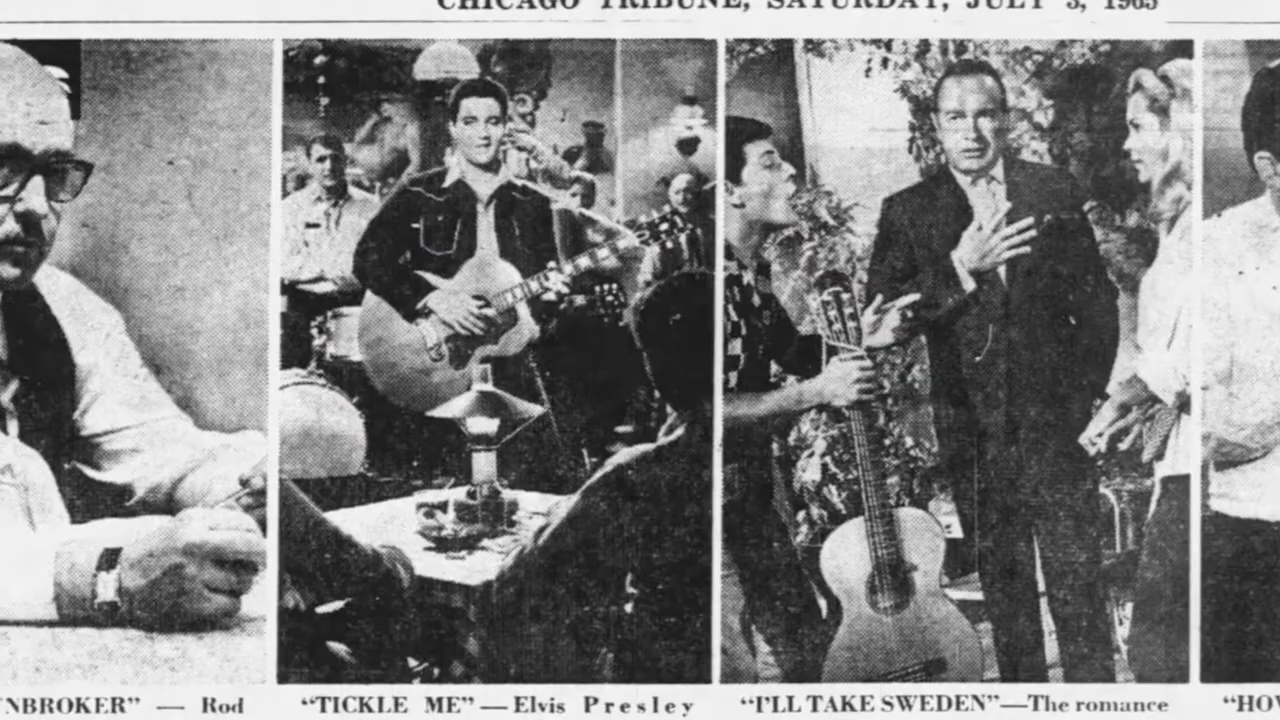 CHICAGO TRIBUNE, SATURDAY, JULY 3, 1965
NBROKER" — Rod
"TICKLE ME"—Elvis Presley
"I'LL TAKE SWEDEN"—The romance
"HOW